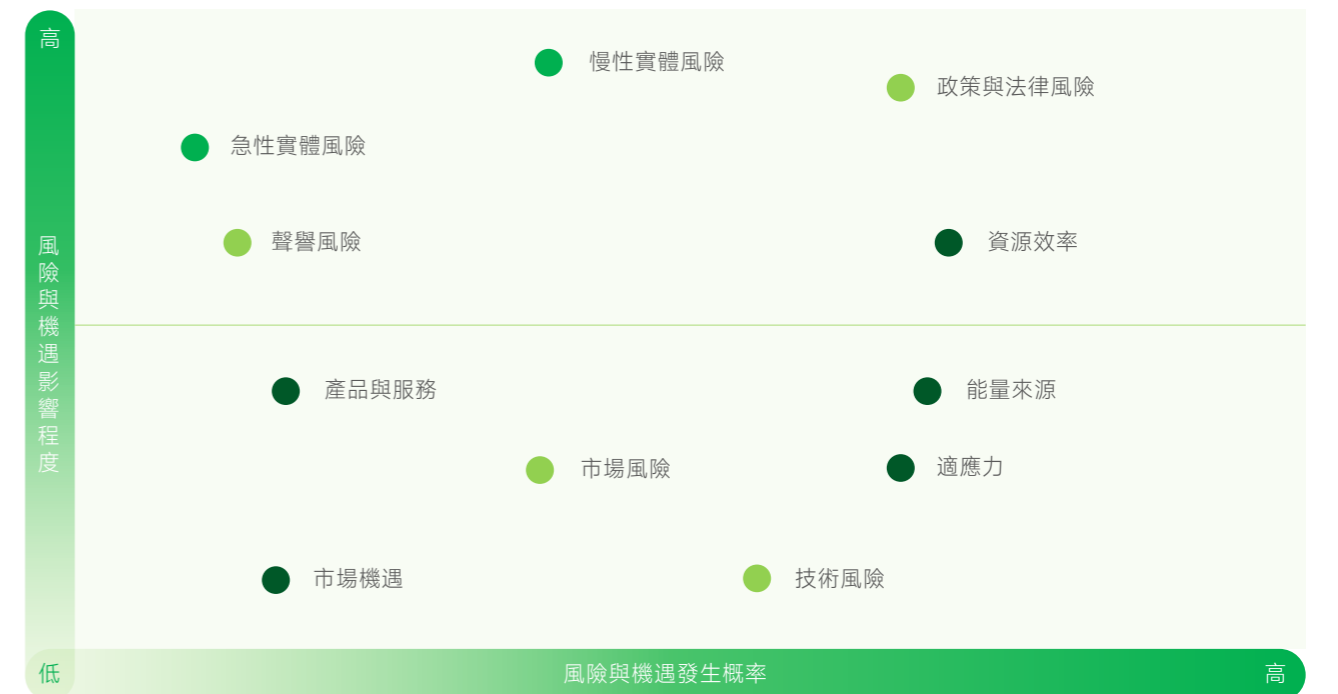 高
慢性實體風險
政策與法律風險
急性實體風險
聲譽風險
資源效率
風險與機遇影響程度
產品與服務
能量來源
市場風險
適應力
市場機遇
技術風險
低
風險與機遇發生概率
高